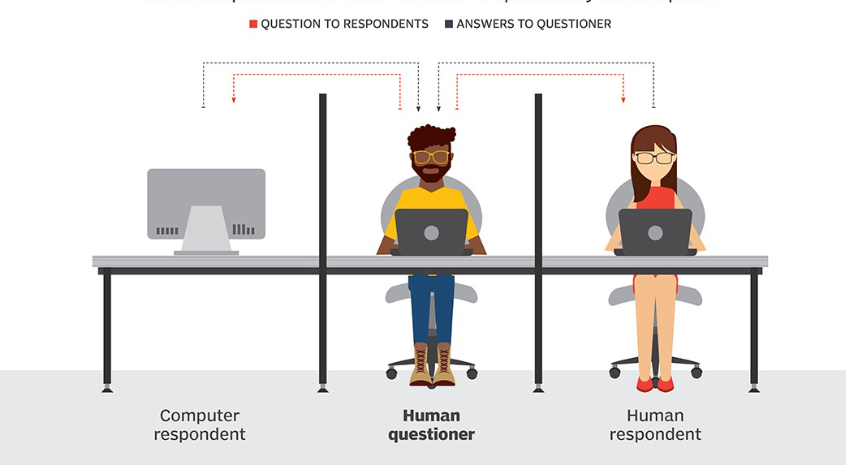 QUESTION TO RESPONDENTS ANSWERS TO QUESTIONER
Computer
respondent
Human
questioner
Human
respondent